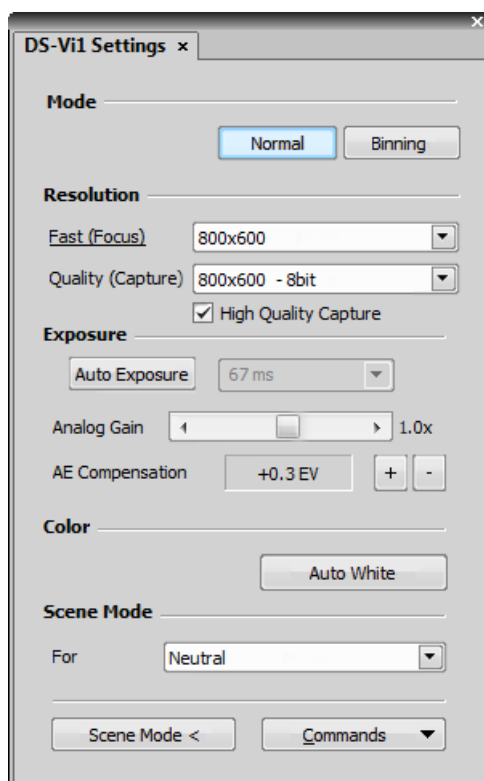 DS-Vi1 Settings
Mode
Normal Binning
Resolution
Fast (Focus) 800x600
Quality (Capture) 800x600 - 8bit
High Quality Capture
Exposure
Auto Exposure 67 ms
Analog Gain 1.0x
AE Compensation +0.3 EV + -
Color
Auto White
Scene Mode
For Neutral
Scene Mode < Commands